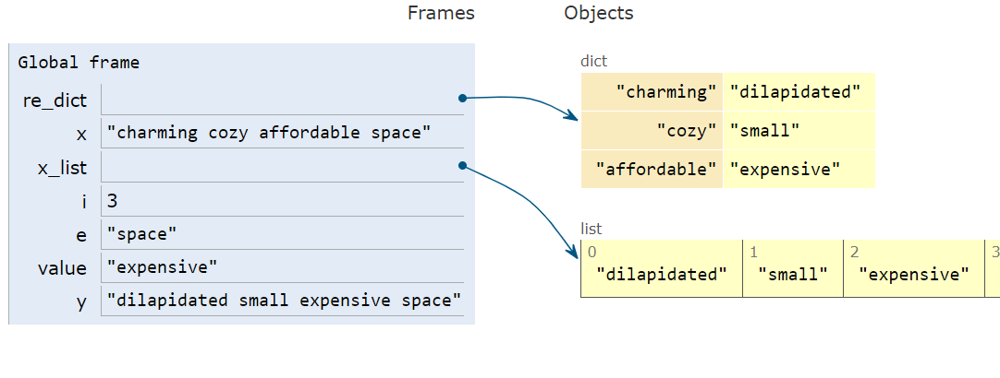 Frames Objects
Global frame
re_dict
x "charming cozy affordable space"
x_list
i 3
e "space"
value "expensive"
y "dilapidated small expensive space"
dict
"charming" "dilapidated"
"cozy" "small"
"affordable" "expensive"
list
0 1 2 3
"dilapidated" "small" "expensive"